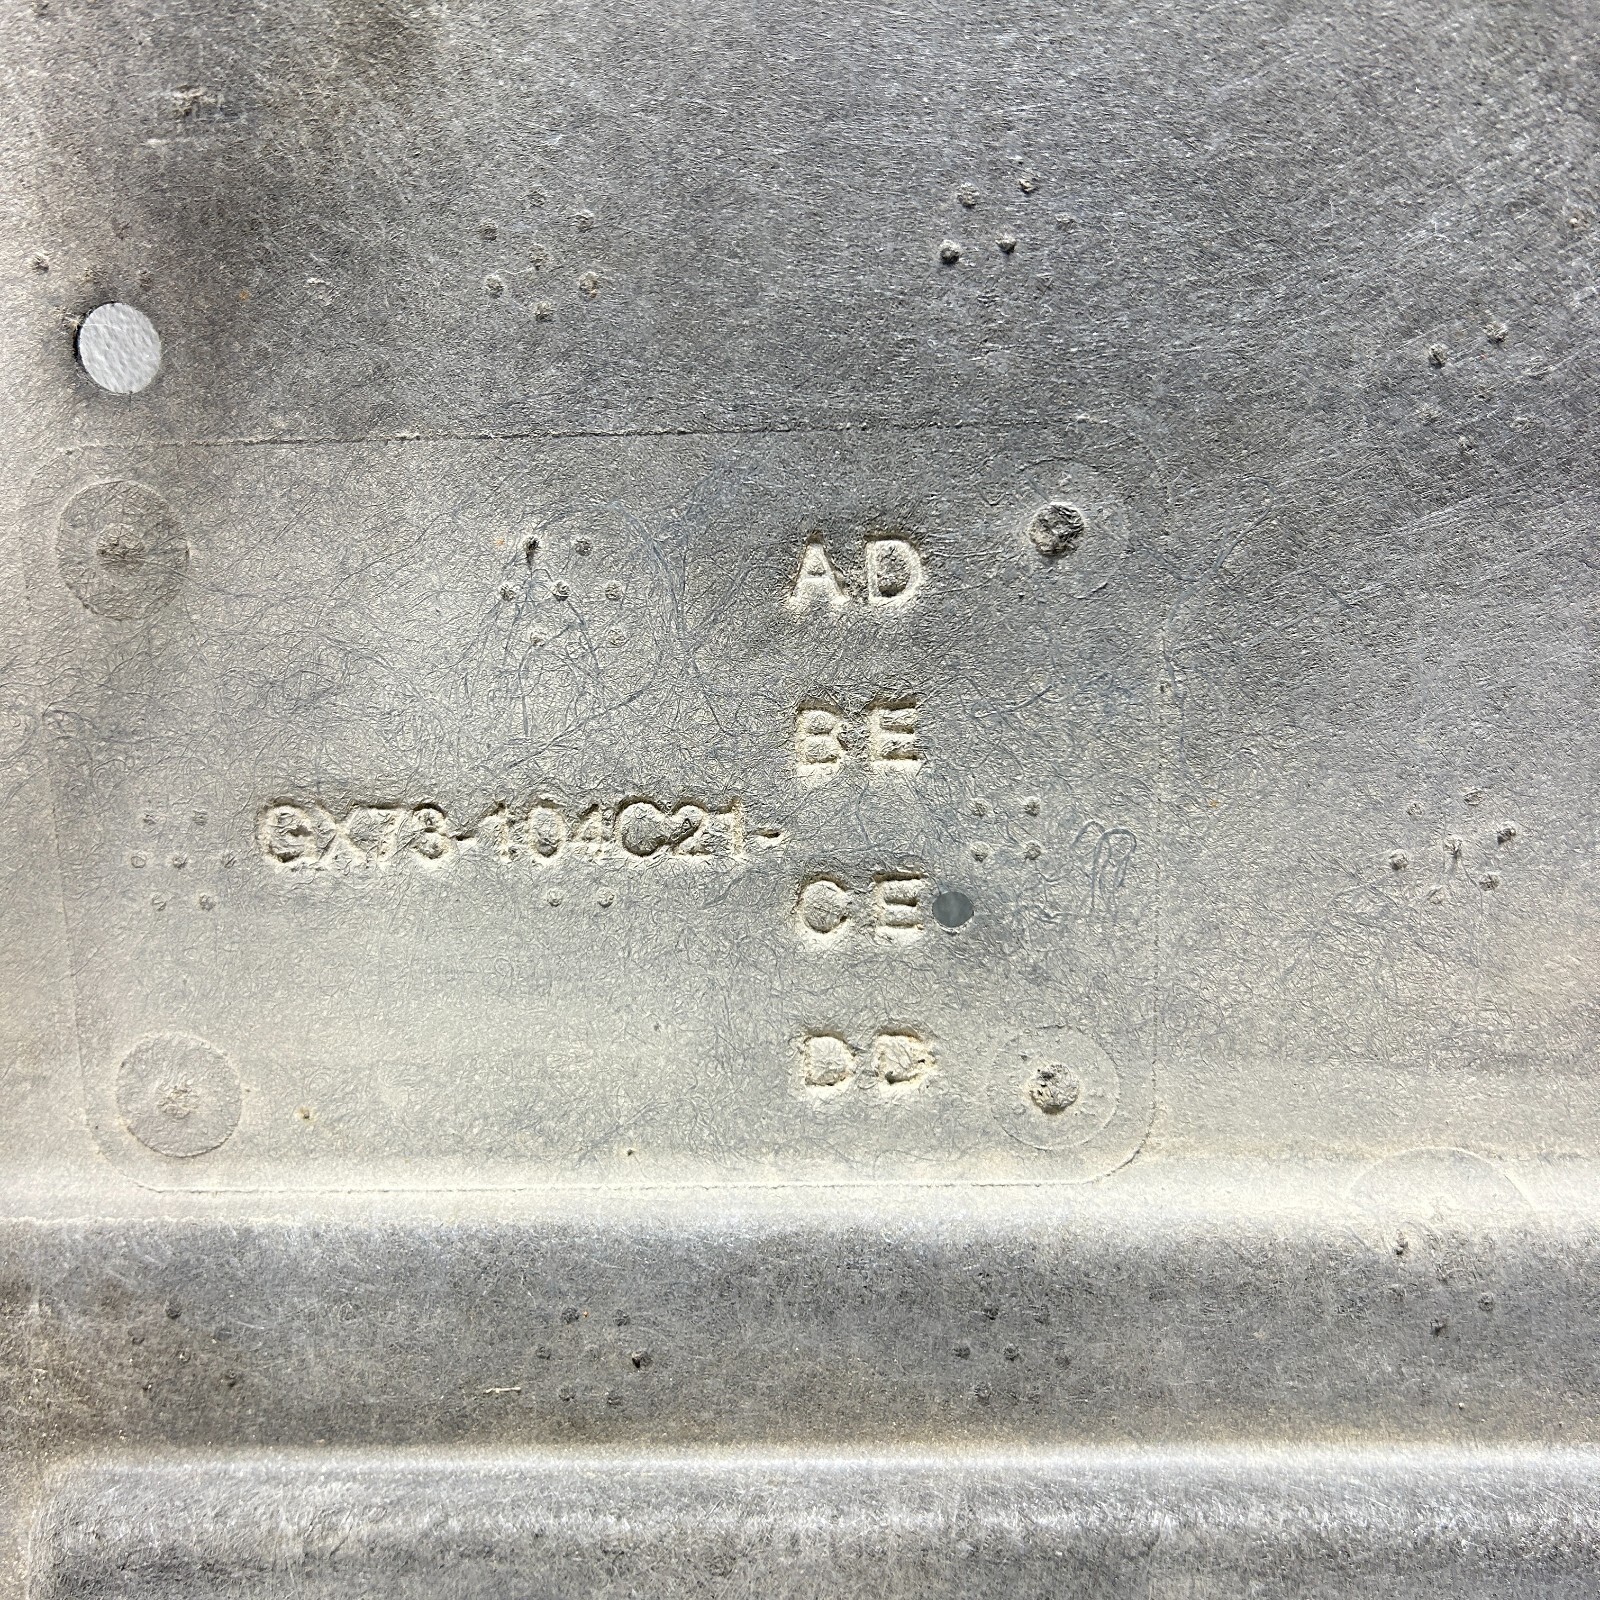 AD
BE
GX73-104C21-
CE
DD